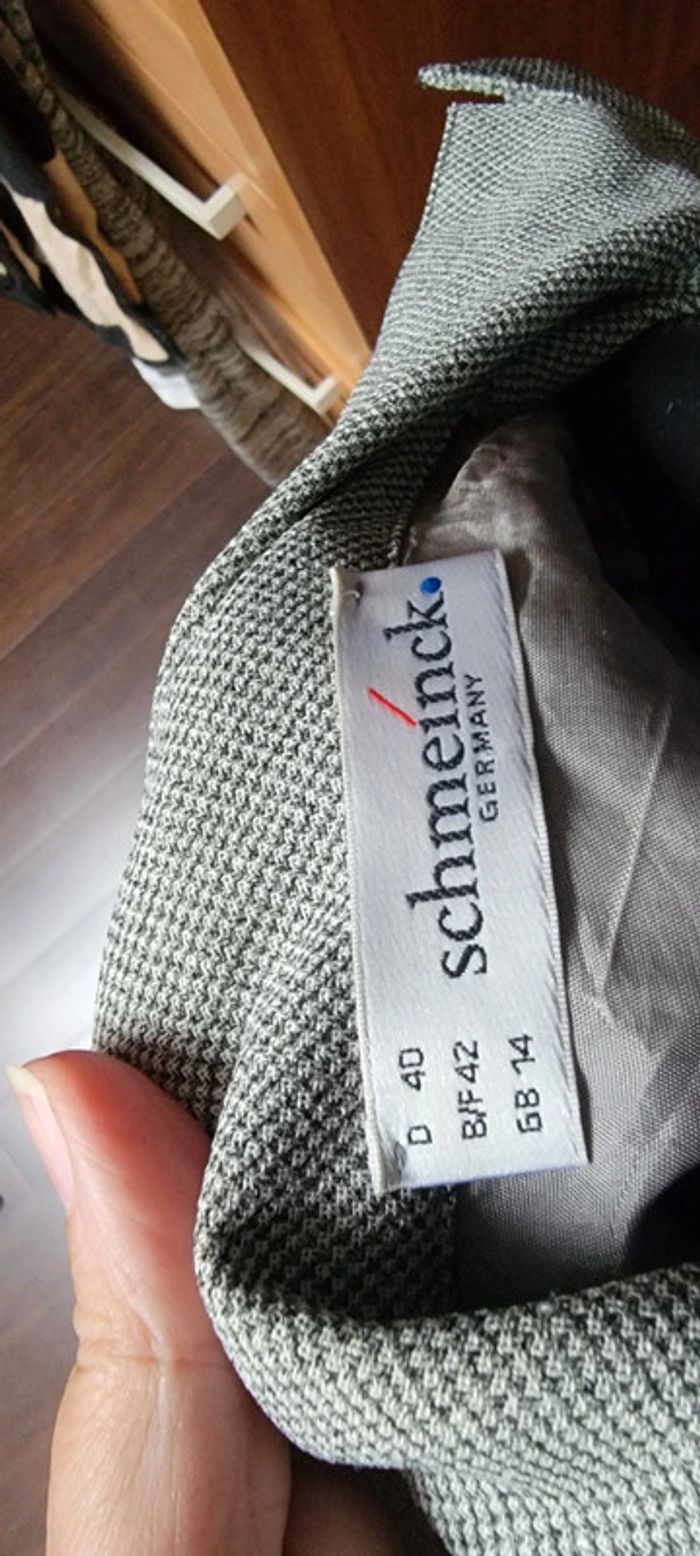 schmeinck.
GERMANY
D 40
B/F 42
GB 14